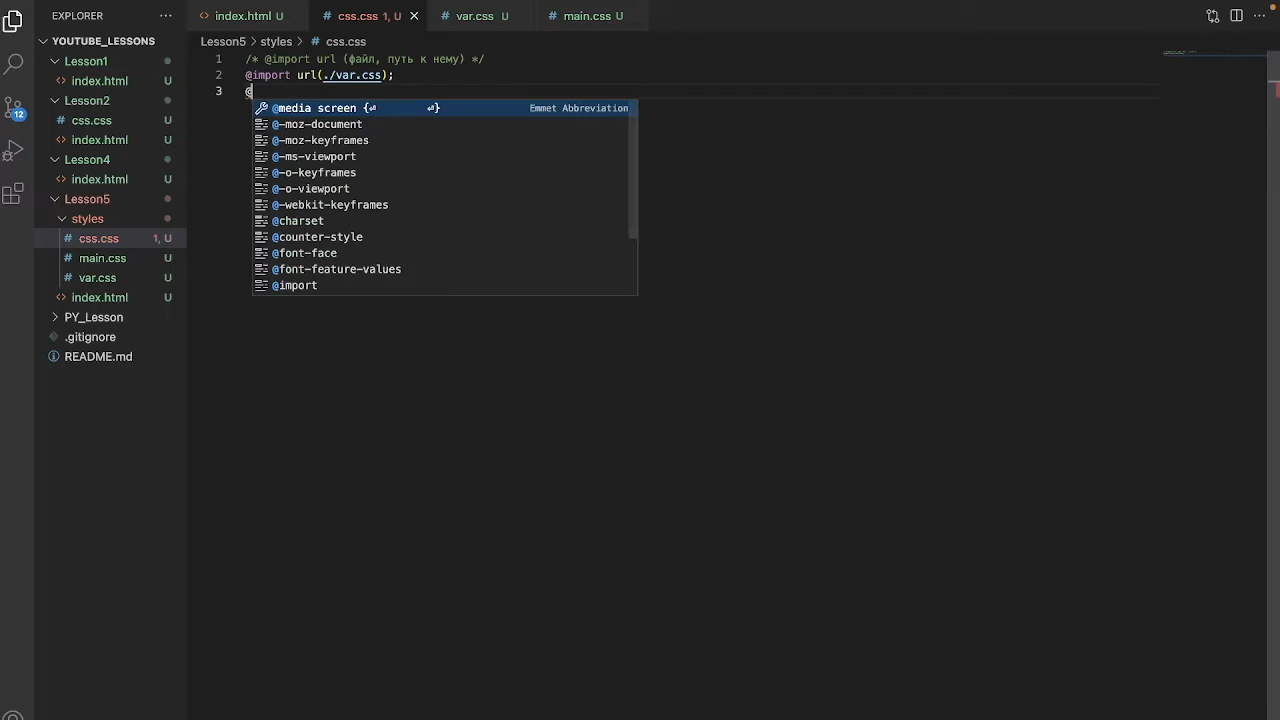 EXPLORER
index.html U
css.css 1, U
var.css U
main.css U
YOUTUBE_LESSONS
Lesson5 > styles > # css.css
Lesson1
index.html U
Lesson2
css.css U
index.html U
Lesson4
index.html U
Lesson5
styles
css.css 1, U
main.css U
var.css U
index.html U
PY_Lesson
.gitignore
README.md
12
1 /* @import url (файл, путь к нему) */
2 @import url(./var.css);
3 @
@media screen {⏎ ⏎} Emmet Abbreviation
@-moz-document
@-moz-keyframes
@-ms-viewport
@-o-keyframes
@-o-viewport
@-webkit-keyframes
@charset
@counter-style
@font-face
@font-feature-values
@import